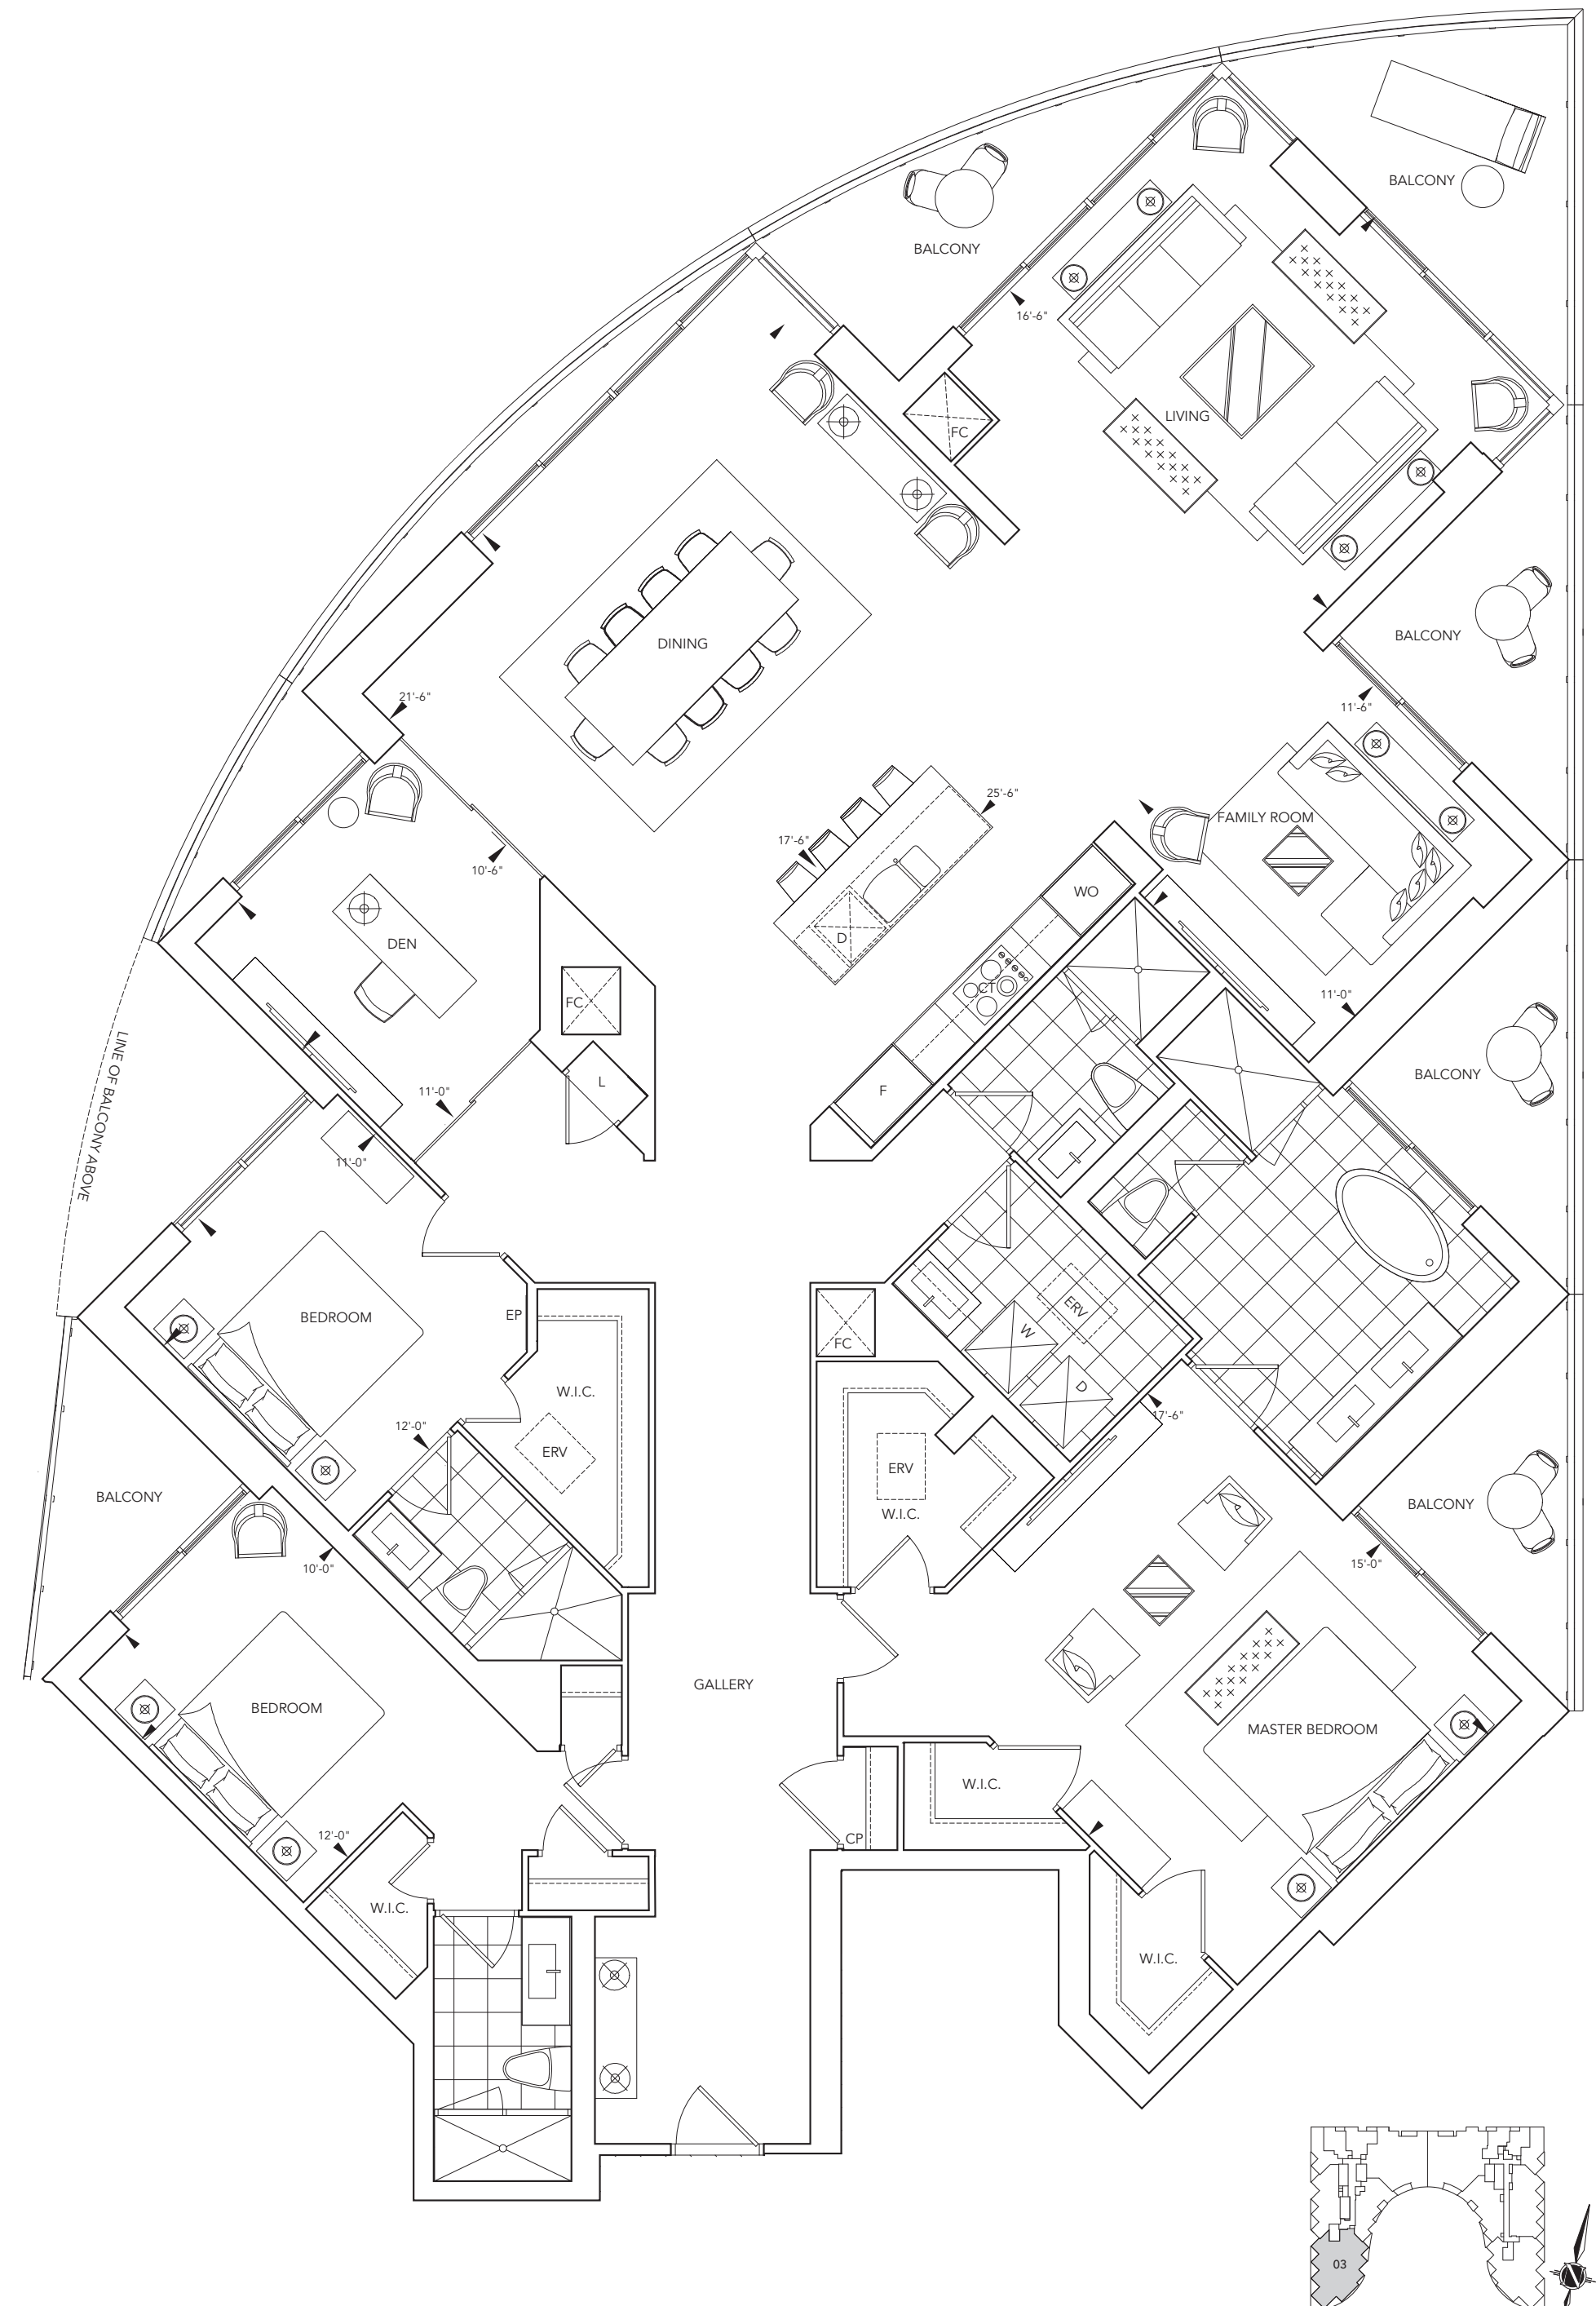 BALCONY
BALCONY
16'-6"
FC
LIVING
BALCONY
DINING
21'-6"
11'-6"
25'-6"
FAMILY ROOM
17'-6"
10'-6"
WO
DEN
D
CT
FC
11'-0"
L
F
11'-0"
BALCONY
LINE OF BALCONY ABOVE
11'-0"
BEDROOM
EP
ERV
W
FC
D
W.I.C.
17'-6"
12'-0"
ERV
ERV
W.I.C.
BALCONY
BALCONY
10'-0"
15'-0"
GALLERY
BEDROOM
MASTER BEDROOM
W.I.C.
12'-0"
CP
W.I.C.
W.I.C.
03
N